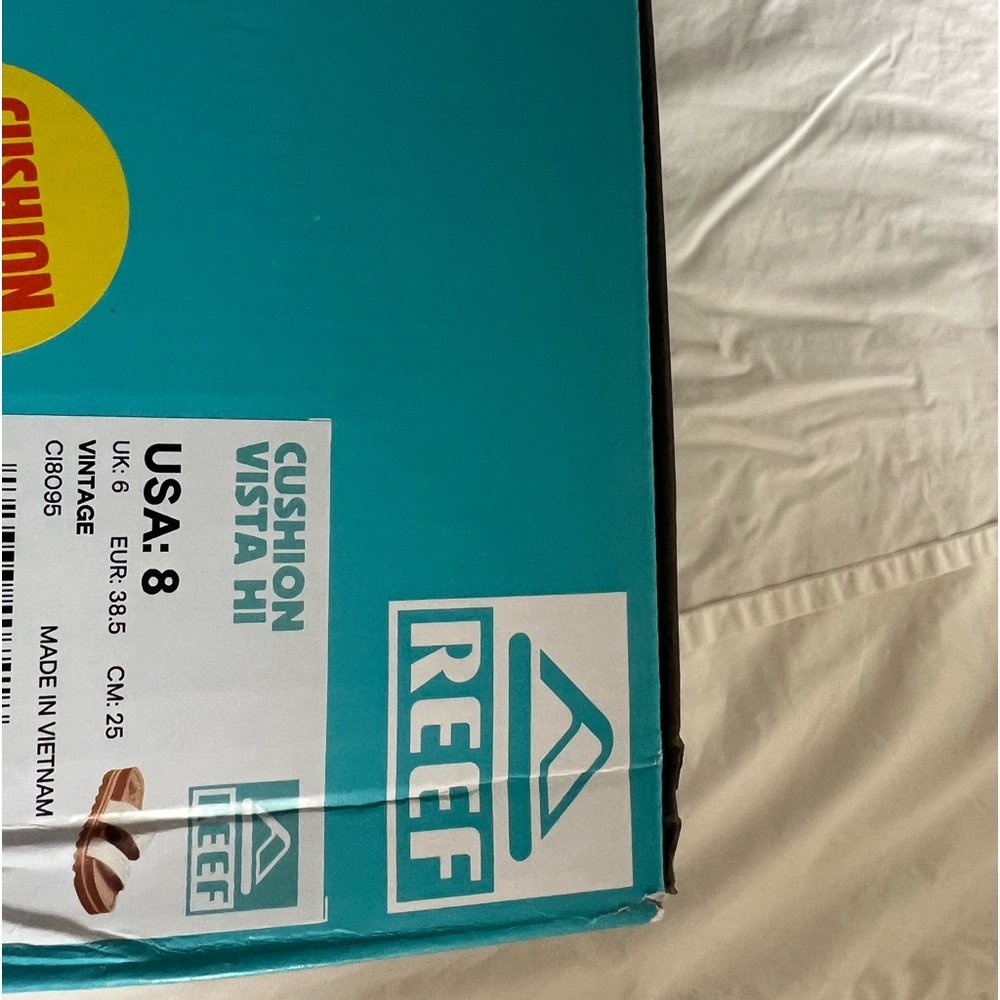 CUSHION
CUSHION
VISTA HI
USA: 8
UK: 6 EUR: 38.5 CM: 25
VINTAGE
CI8095 MADE IN VIETNAM
REEF
REEF